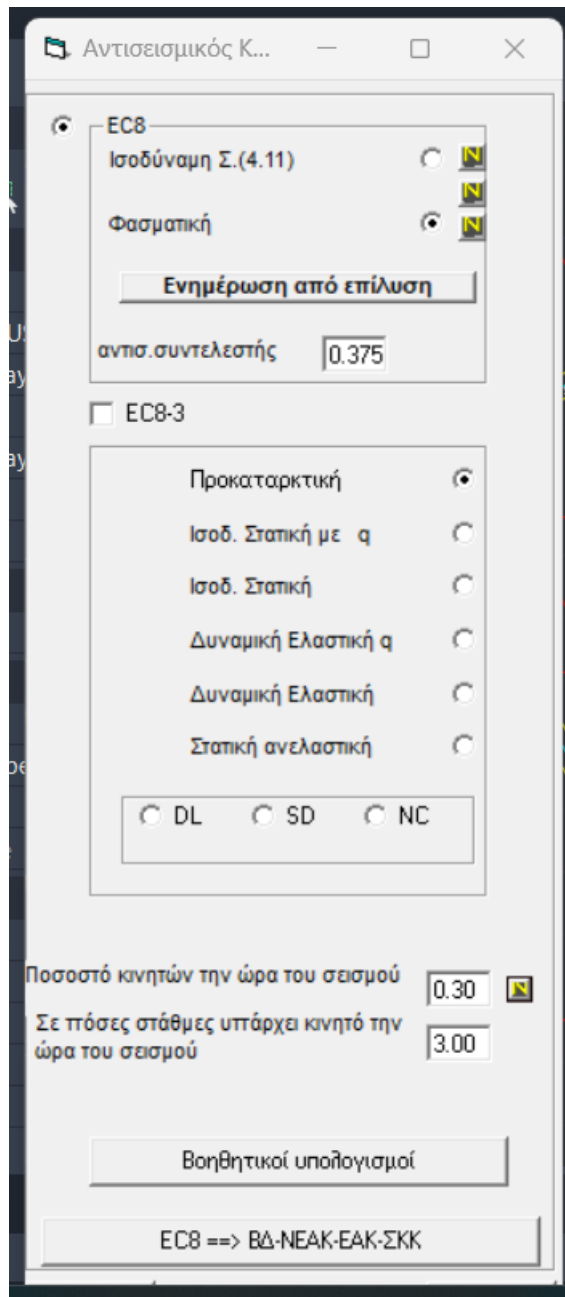 Αντισεισμικός Κ...
EC8
Ισοδύναμη Σ.(4.11)
Φασματική
Ενημέρωση από επίλυση
αντισ.συντελεστής 0.375
EC8-3
Προκαταρκτική
Ισοδ. Στατική με q
Ισοδ. Στατική
Δυναμική Ελαστική q
Δυναμική Ελαστική
Στατική ανελαστική
DL SD NC
Ποσοστό κινητών την ώρα του σεισμού 0.30
Σε πόσες στάθμες υπάρχει κινητό την
ώρα του σεισμού 3.00
Βοηθητικοί υπολογισμοί
EC8 ==> ΒΔ-ΝΕΑΚ-ΕΑΚ-ΣΚΚ